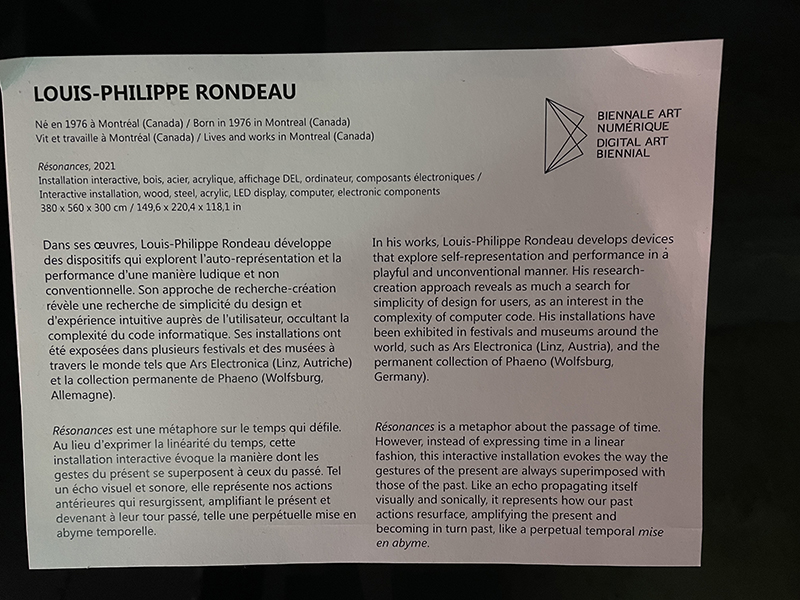 LOUIS-PHILIPPE RONDEAU
BIENNALE ART
NUMÉRIQUE
DIGITAL ART
BIENNIAL
Né en 1976 à Montréal (Canada) / Born in 1976 in Montreal (Canada)
Vit et travaille à Montréal (Canada) / Lives and works in Montreal (Canada)
Résonances, 2021
Installation interactive, bois, acier, acrylique, affichage DEL, ordinateur, composants électroniques /
Interactive installation, wood, steel, acrylic, LED display, computer, electronic components
380 x 560 x 300 cm / 149,6 x 220,4 x 118,1 in
Dans ses œuvres, Louis-Philippe Rondeau développe
des dispositifs qui explorent l'auto-représentation et la
performance d'une manière ludique et non
conventionnelle. Son approche de recherche-création
révèle une recherche de simplicité du design et
d'expérience intuitive auprès de l'utilisateur, occultant la
complexité du code informatique. Ses installations ont
été exposées dans plusieurs festivals et des musées à
travers le monde tels que Ars Electronica (Linz, Autriche)
et la collection permanente de Phaeno (Wolfsburg,
Allemagne).
Résonances est une métaphore sur le temps qui défile.
Au lieu d'exprimer la linéarité du temps, cette
installation interactive évoque la manière dont les
gestes du présent se superposent à ceux du passé. Tel
un écho visuel et sonore, elle représente nos actions
antérieures qui resurgissent, amplifiant le présent et
devenant à leur tour passé, telle une perpétuelle mise en
abyme temporelle.
In his works, Louis-Philippe Rondeau develops devices
that explore self-representation and performance in a
playful and unconventional manner. His research-
creation approach reveals as much a search for
simplicity of design for users, as an interest in the
complexity of computer code. His installations have
been exhibited in festivals and museums around the
world, such as Ars Electronica (Linz, Austria), and the
permanent collection of Phaeno (Wolfsburg,
Germany).
Résonances is a metaphor about the passage of time.
However, instead of expressing time in a linear
fashion, this interactive installation evokes the way the
gestures of the present are always superimposed with
those of the past. Like an echo propagating itself
visually and sonically, it represents how our past
actions resurface, amplifying the present and
becoming in turn past, like a perpetual temporal mise
en abyme.